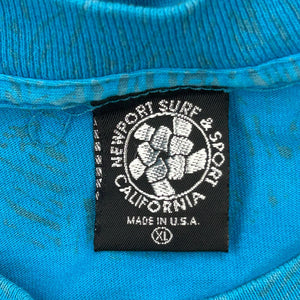 NEWPORT SURF & SPORT
CALIFORNIA
MADE IN U.S.A.
XL